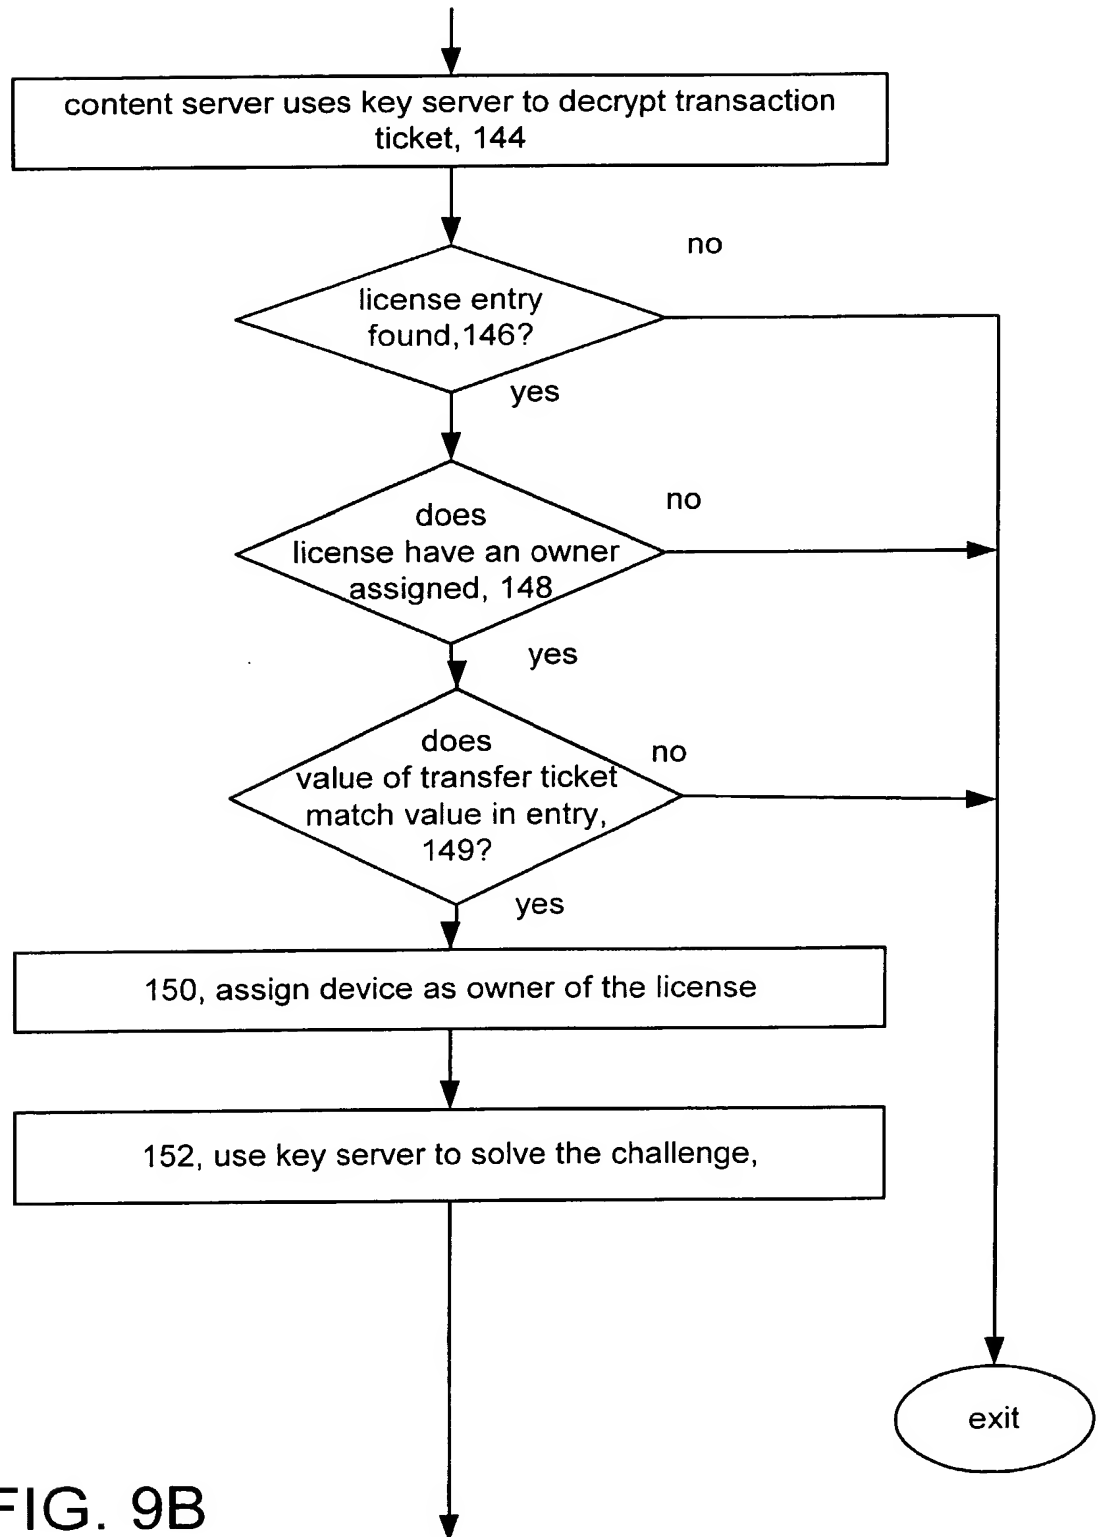 content server uses key server to decrypt transaction
ticket, 144
no
license entry
found,146?
yes
no
does
license have an owner
assigned, 148
yes
no
does
value of transfer ticket
match value in entry,
149?
yes
150, assign device as owner of the license
152, use key server to solve the challenge,
exit
FIG. 9B